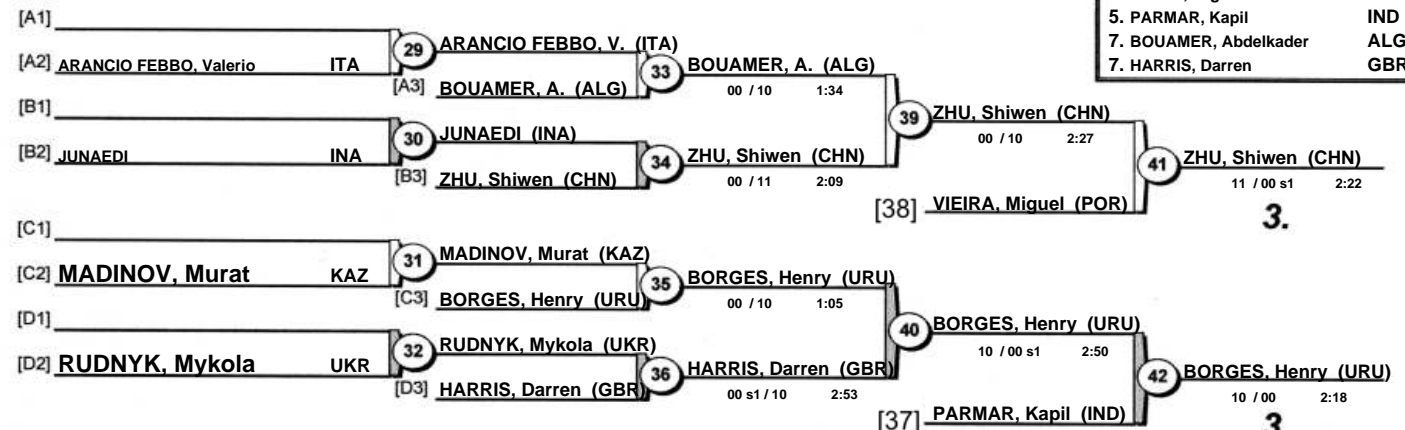 5. PARMAR, Kapil IND
7. BOUAMER, Abdelkader ALG
7. HARRIS, Darren GBR
[A1]
29 ARANCIO FEBBO, V. (ITA)
[A2] ARANCIO FEBBO, Valerio ITA
33 BOUAMER, A. (ALG)
[A3] BOUAMER, A. (ALG)
00 / 10 1:34
[B1]
39 ZHU, Shiwen (CHN)
30 JUNAEDI (INA)
00 / 10 2:27
[B2] JUNAEDI INA
34 ZHU, Shiwen (CHN)
41 ZHU, Shiwen (CHN)
[B3] ZHU, Shiwen (CHN)
00 / 11 2:09
11 / 00 s1 2:22
[38] VIEIRA, Miguel (POR)
3.
[C1]
31 MADINOV, Murat (KAZ)
[C2] MADINOV, Murat KAZ
35 BORGES, Henry (URU)
[C3] BORGES, Henry (URU)
00 / 10 1:05
[D1]
40 BORGES, Henry (URU)
32 RUDNYK, Mykola (UKR)
10 / 00 s1 2:50
[D2] RUDNYK, Mykola UKR
36 HARRIS, Darren (GBR)
42 BORGES, Henry (URU)
[D3] HARRIS, Darren (GBR)
00 s1 / 10 2:53
10 / 00 2:18
[37] PARMAR, Kapil (IND)
3